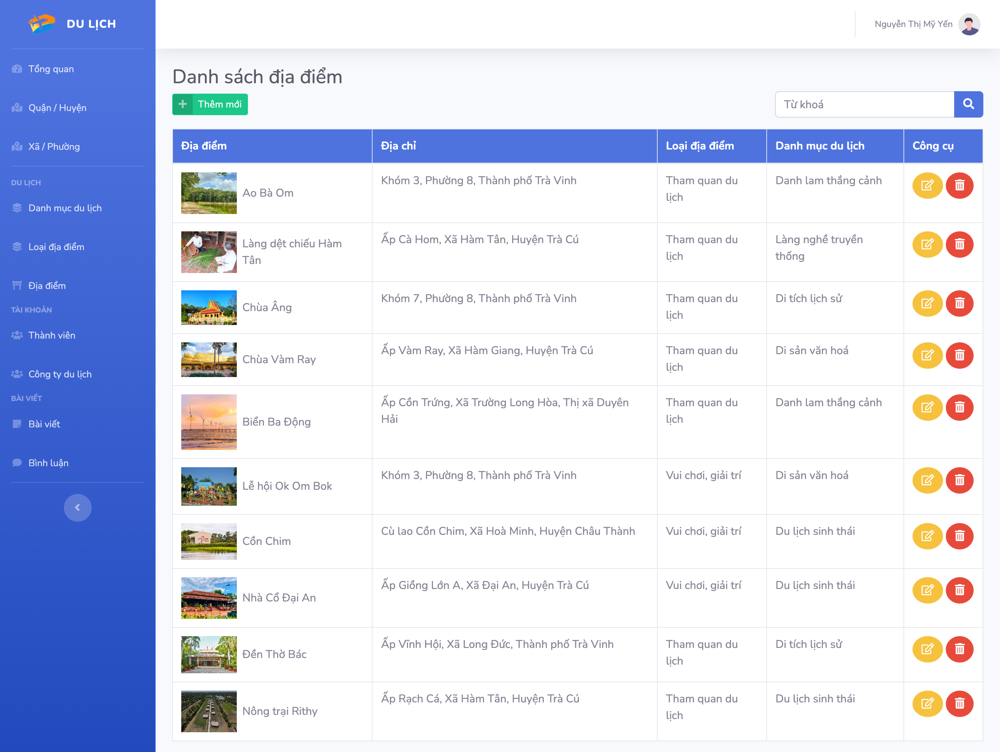 DU LỊCH
Nguyễn Thị Mỹ Yến
Tổng quan
Quận / Huyện
Xã / Phường
DU LỊCH
Danh mục du lịch
Loại địa điểm
Địa điểm
TÀI KHOẢN
Thành viên
Công ty du lịch
BÀI VIẾT
Bài viết
Bình luận
Danh sách địa điểm
Thêm mới
Từ khoá
Địa điểm
Địa chỉ
Loại địa điểm
Danh mục du lịch
Công cụ
Ao Bà Om
Khóm 3, Phường 8, Thành phố Trà Vinh
Tham quan du
lịch
Danh lam thắng cảnh
Làng dệt chiếu Hàm
Tân
Ấp Cà Hom, Xã Hàm Tân, Huyện Trà Cú
Tham quan du
lịch
Làng nghề truyền
thống
Chùa Âng
Khóm 7, Phường 8, Thành phố Trà Vinh
Tham quan du
lịch
Di tích lịch sử
Chùa Vàm Ray
Ấp Vàm Ray, Xã Hàm Giang, Huyện Trà Cú
Tham quan du
lịch
Di sản văn hoá
Biển Ba Động
Ấp Cồn Trứng, Xã Trường Long Hòa, Thị xã Duyên
Hải
Tham quan du
lịch
Danh lam thắng cảnh
Lễ hội Ok Om Bok
Khóm 3, Phường 8, Thành phố Trà Vinh
Vui chơi, giải trí
Di sản văn hoá
Cồn Chim
Cù lao Cồn Chim, Xã Hoà Minh, Huyện Châu Thành
Vui chơi, giải trí
Du lịch sinh thái
Nhà Cổ Đại An
Ấp Giồng Lớn A, Xã Đại An, Huyện Trà Cú
Vui chơi, giải trí
Du lịch sinh thái
Đền Thờ Bác
Ấp Vĩnh Hội, Xã Long Đức, Thành phố Trà Vinh
Tham quan du
lịch
Di tích lịch sử
Nông trại Rithy
Ấp Rạch Cá, Xã Hàm Tân, Huyện Trà Cú
Tham quan du
lịch
Du lịch sinh thái